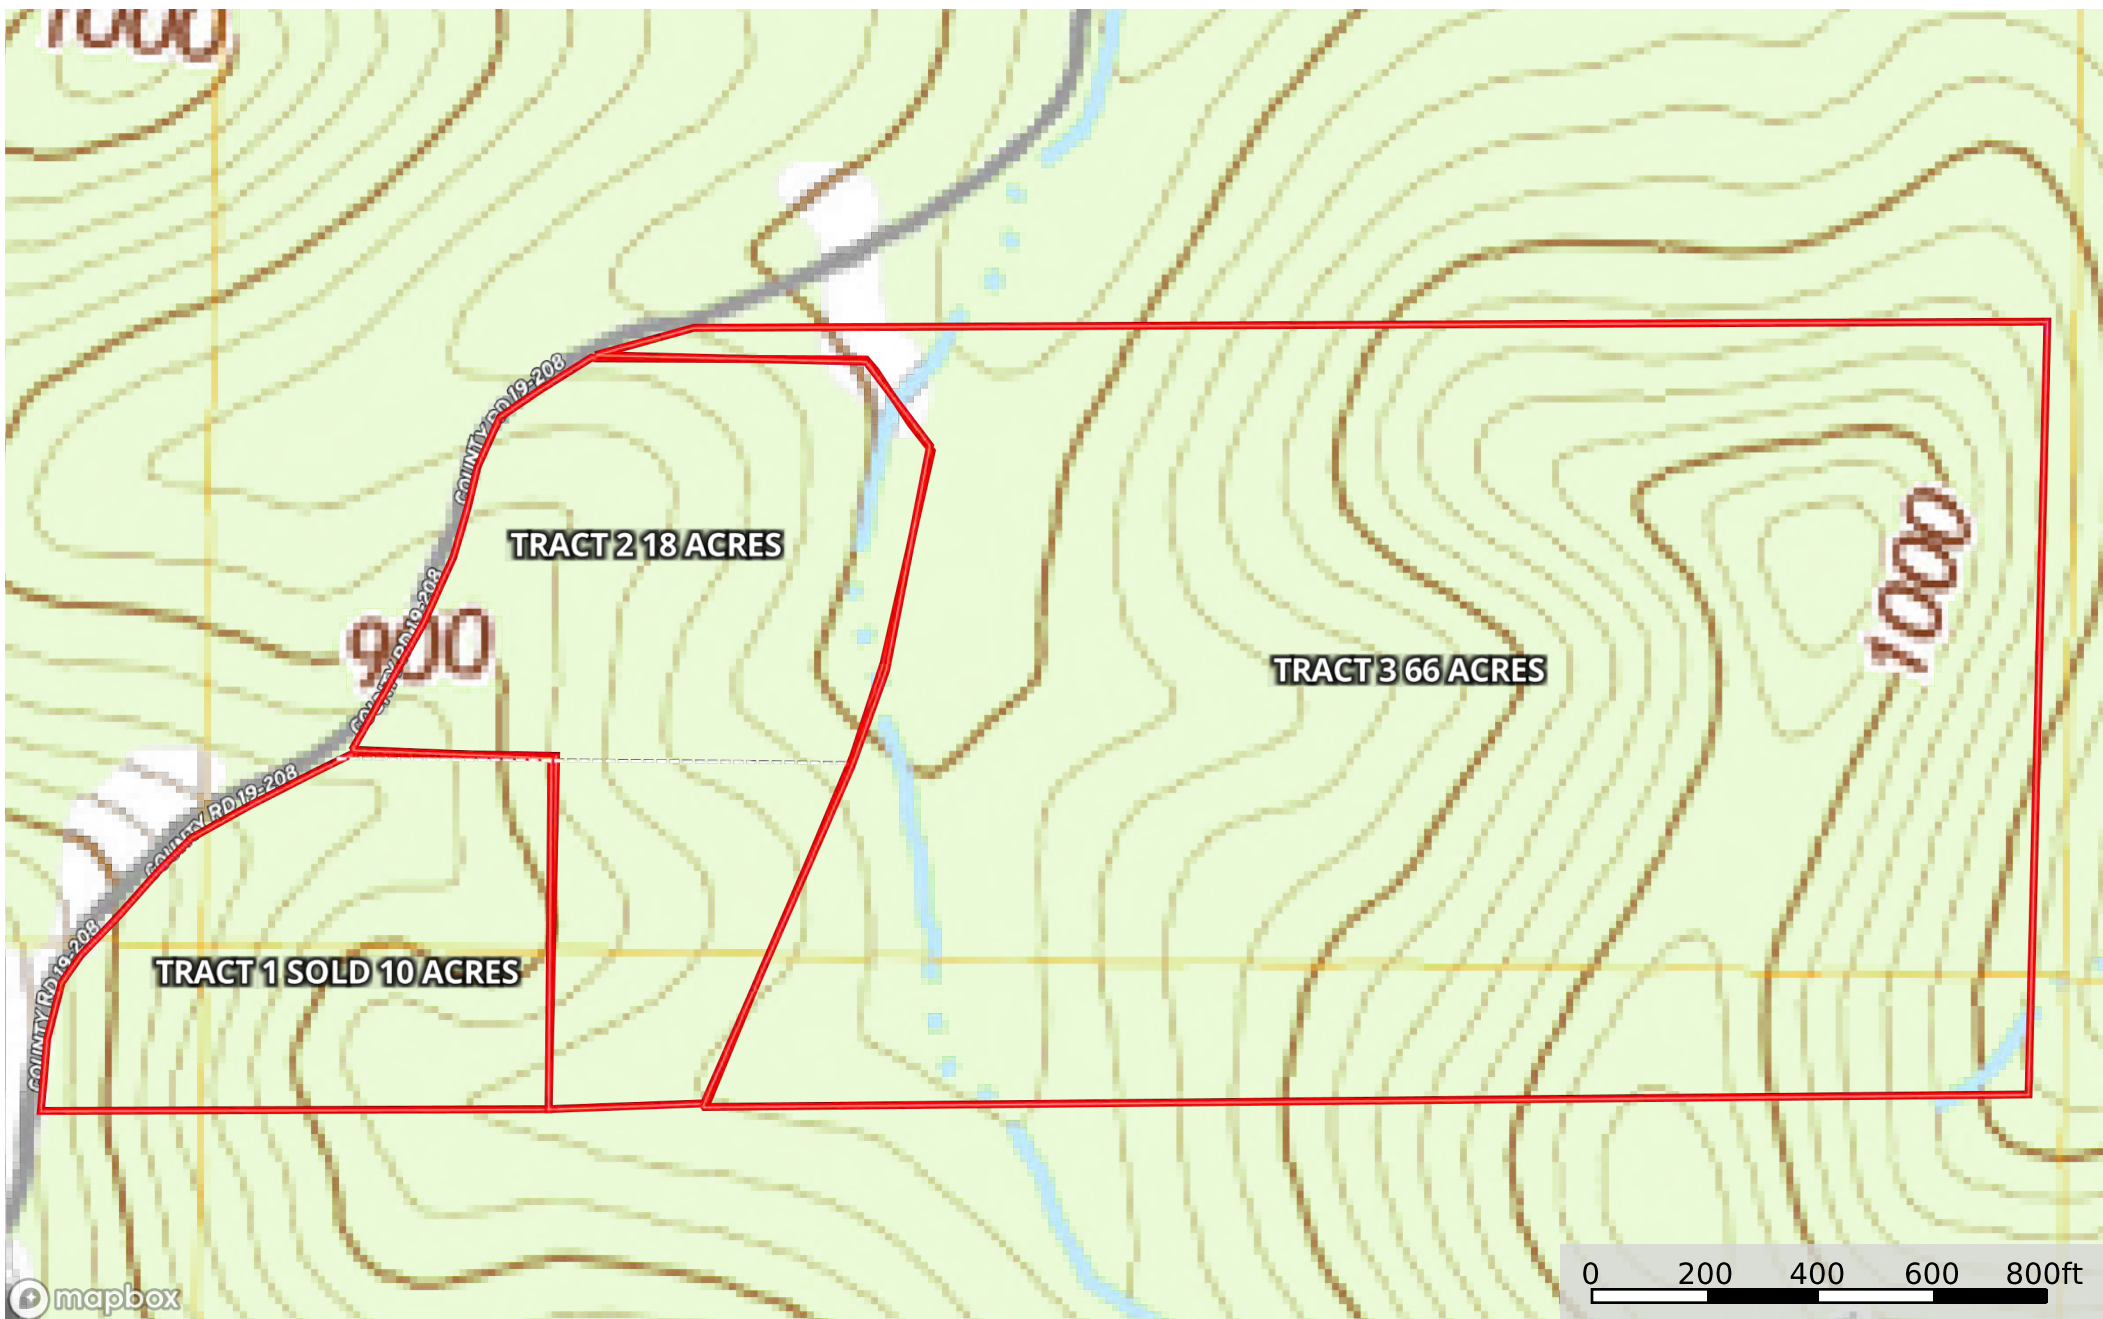 1000
COUNTY RD 19-208
COUNTY RD 19-208
TRACT 2 18 ACRES
900
1000
TRACT 3 66 ACRES
COUNTY RD 19-208
COUNTY RD 19-208
TRACT 1 SOLD 10 ACRES
0 200 400 600 800ft
mapbox